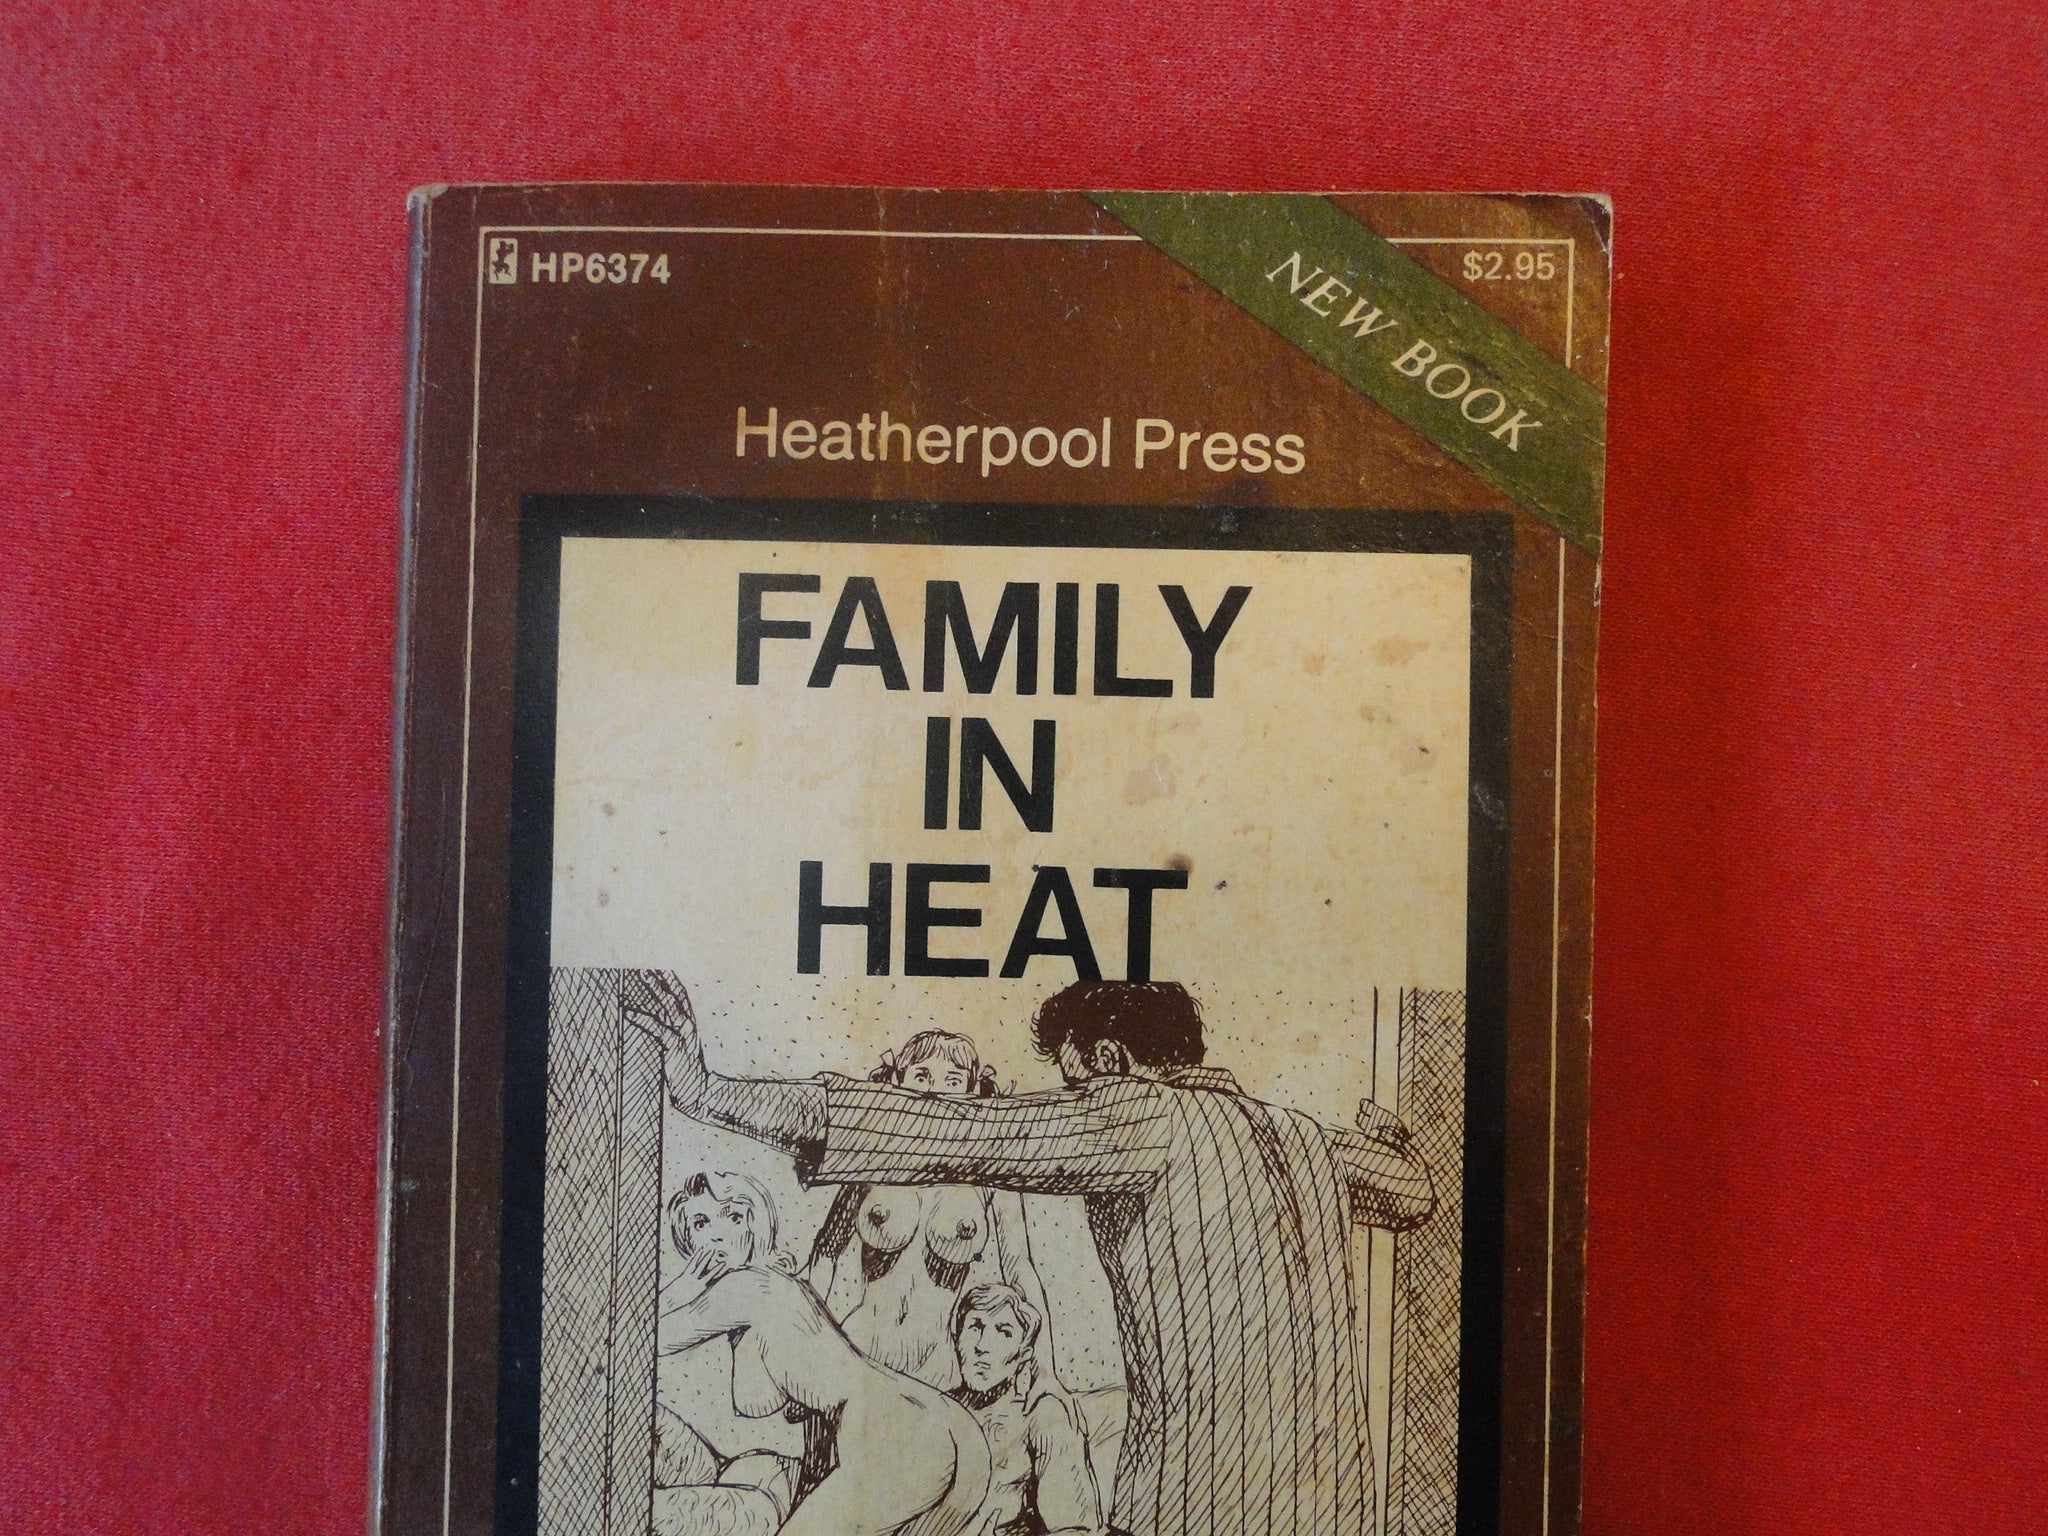 HP6374
$2.95
NEW BOOK
Heatherpool Press
FAMILY
IN
HEAT